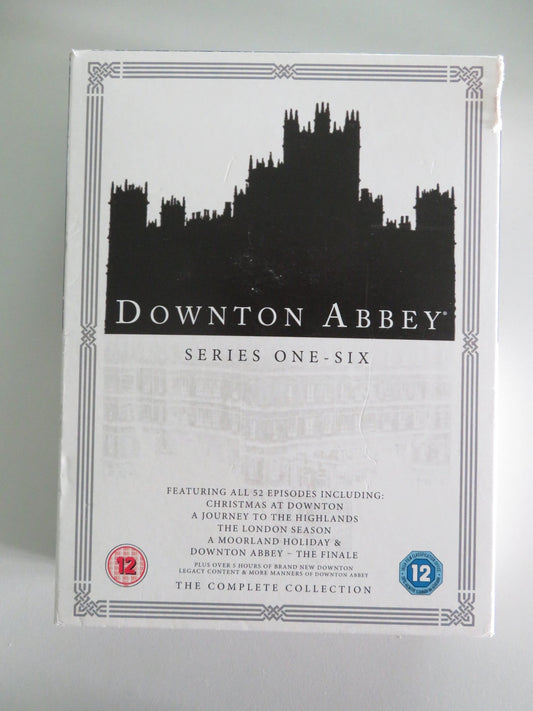 DOWNTON ABBEY®
SERIES ONE-SIX
FEATURING ALL 52 EPISODES INCLUDING:
CHRISTMAS AT DOWNTON
A JOURNEY TO THE HIGHLANDS
THE LONDON SEASON
A MOORLAND HOLIDAY &
DOWNTON ABBEY – THE FINALE
PLUS OVER 5 HOURS OF BRAND NEW DOWNTON
LEGACY CONTENT & MORE MANNERS OF DOWNTON ABBEY
THE COMPLETE COLLECTION
12
12